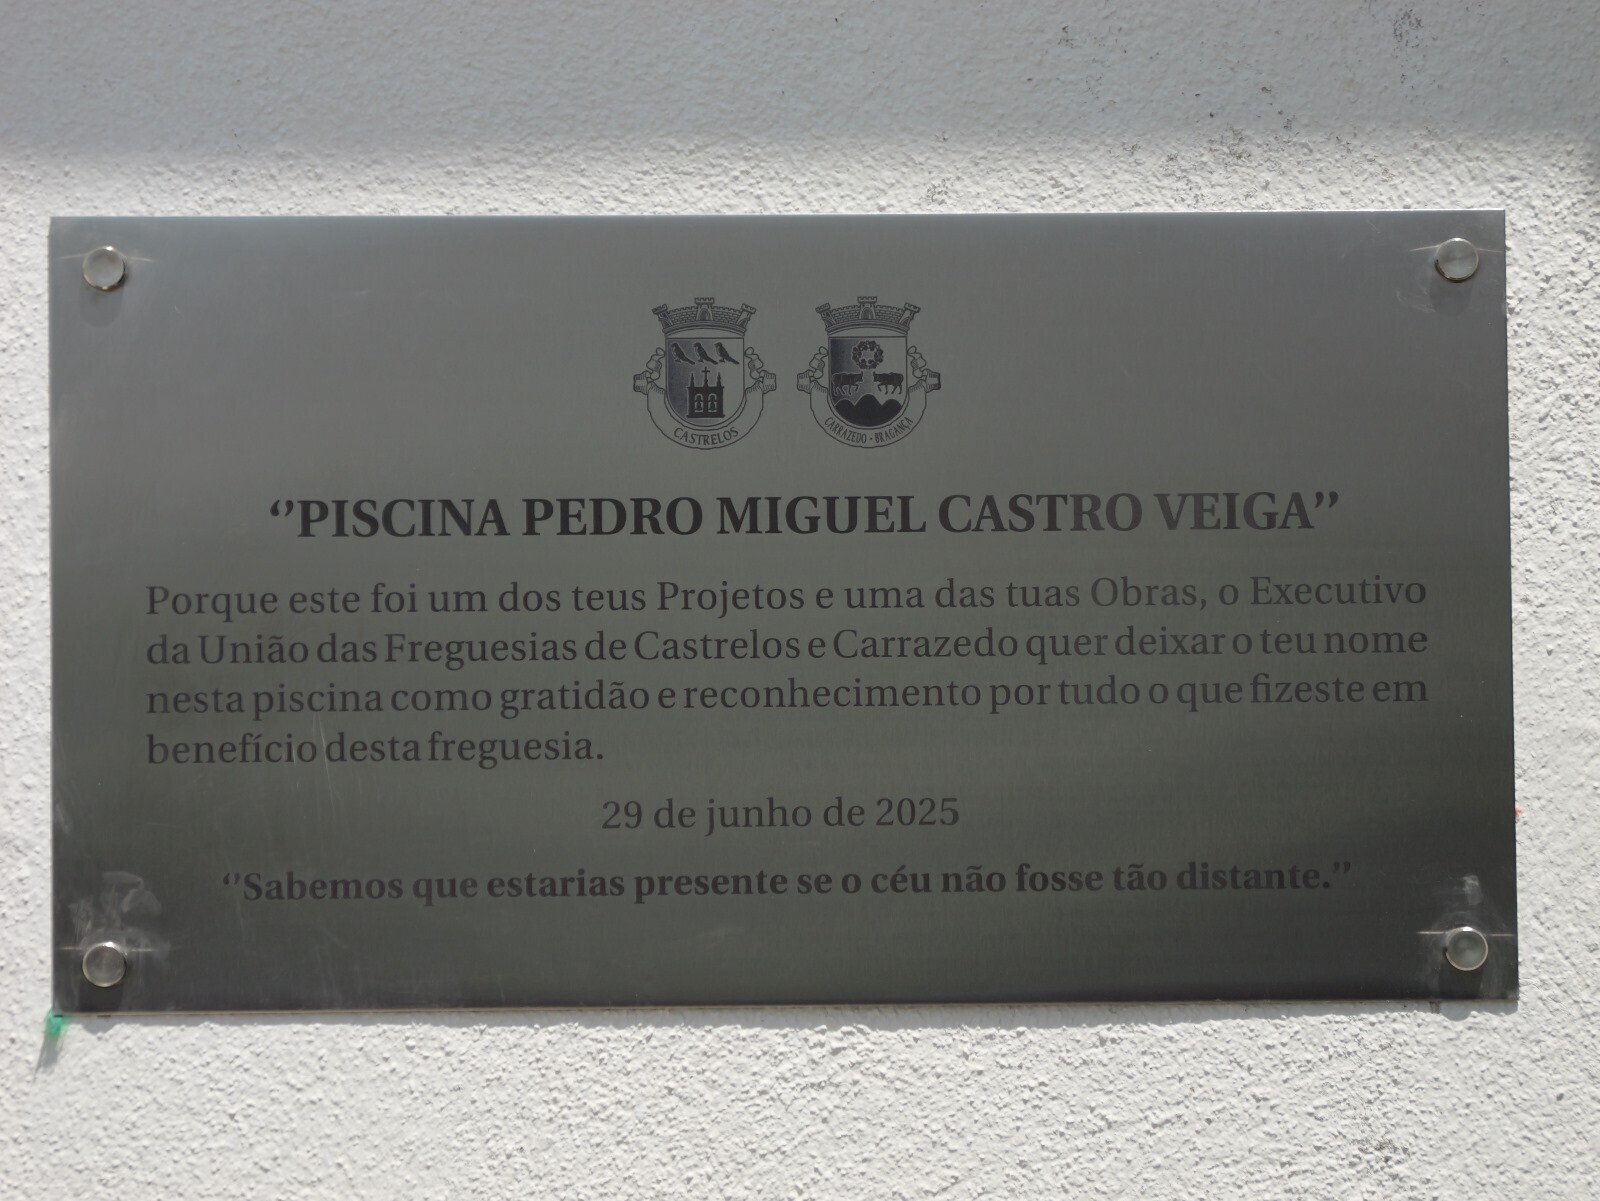 CASTRELOS
CARRAZEDO - BRAGANÇA
‘’PISCINA PEDRO MIGUEL CASTRO VEIGA’’
Porque este foi um dos teus Projetos e uma das tuas Obras, o Executivo
da União das Freguesias de Castrelos e Carrazedo quer deixar o teu nome
nesta piscina como gratidão e reconhecimento por tudo o que fizeste em
benefício desta freguesia.
29 de junho de 2025
‘’Sabemos que estarias presente se o céu não fosse tão distante.’’